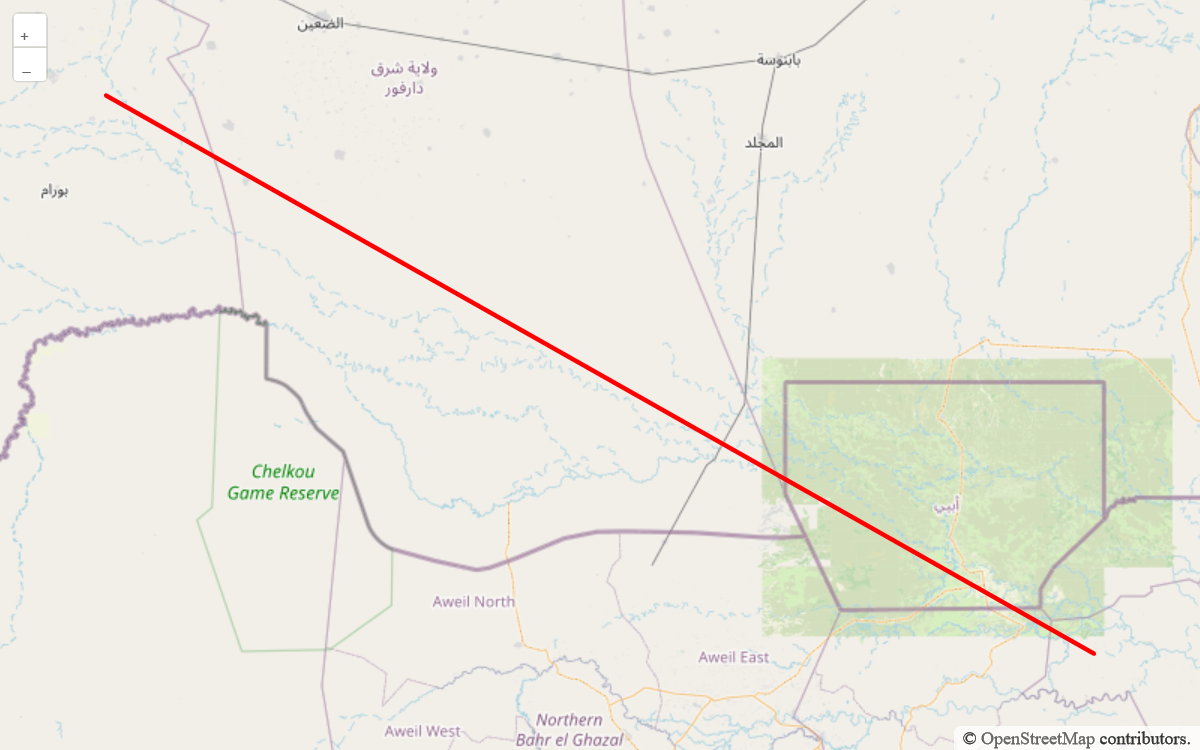 +
–
الضعين
بابنوسة
ولاية شرق
دارفور
المجلد
بورام
Chelkou
Game Reserve
أبيي
Aweil North
Aweil East
Northern
Bahr el Ghazal
Aweil West
© OpenStreetMap contributors.